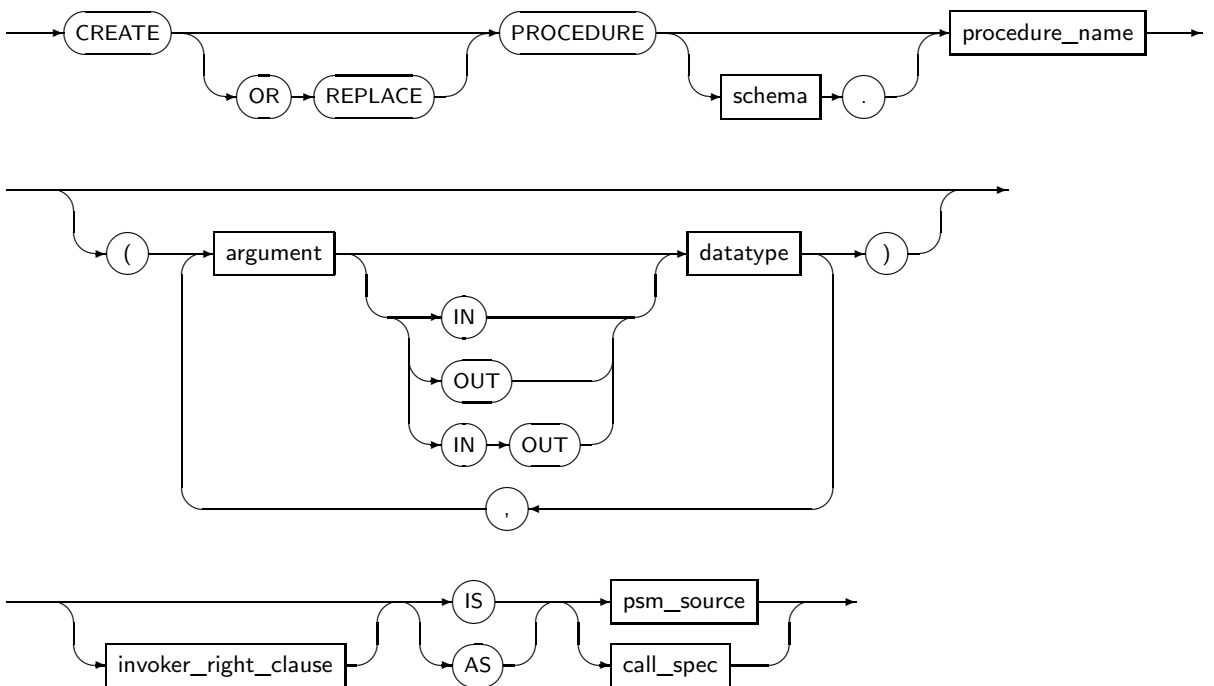 CREATE PROCEDURE procedure_name
OR REPLACE schema .
( argument datatype )
IN
OUT
IN OUT
,
IS psm_source
invoker_right_clause AS call_spec